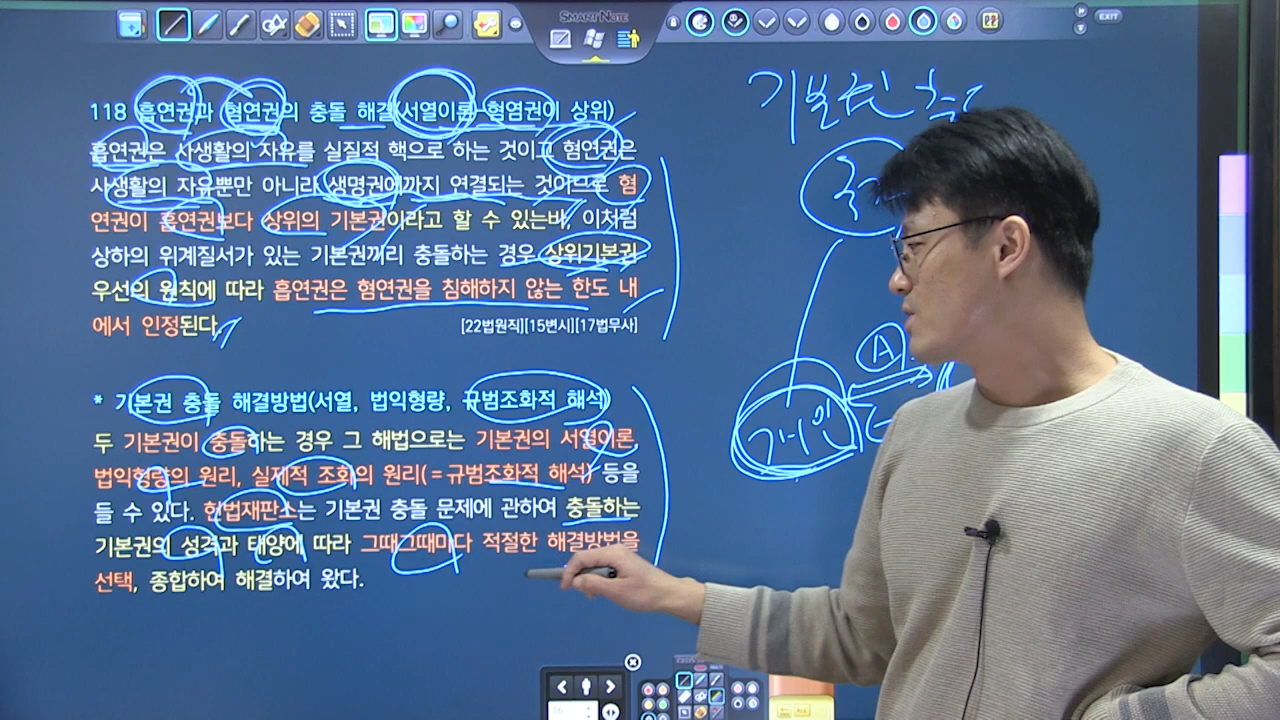 SMART NOTE
EXIT
118 흡연권과 혐연권의 충돌 해결(서열이론-혐염권이 상위)
흡연권은 사생활의 자유를 실질적 핵으로 하는 것이고 혐연권은
사생활의 자유뿐만 아니라 생명권에까지 연결되는 것이므로 혐
연권이 흡연권보다 상위의 기본권이라고 할 수 있는바, 이처럼
상하의 위계질서가 있는 기본권끼리 충돌하는 경우 상위기본권
우선의 원칙에 따라 흡연권은 혐연권을 침해하지 않는 한도 내
에서 인정된다.
[22법원직][15변시][17법무사]
* 기본권 충돌 해결방법(서열, 법익형량, 규범조화적 해석)
두 기본권이 충돌하는 경우 그 해법으로는 기본권의 서열이론,
법익형량의 원리, 실제적 조화의 원리(=규범조화적 해석) 등을
들 수 있다. 헌법재판소는 기본권 충돌 문제에 관하여 충돌하는
기본권의 성격과 태양에 따라 그때그때마다 적절한 해결방법을
선택, 종합하여 해결하여 왔다.
기본권
A
개인